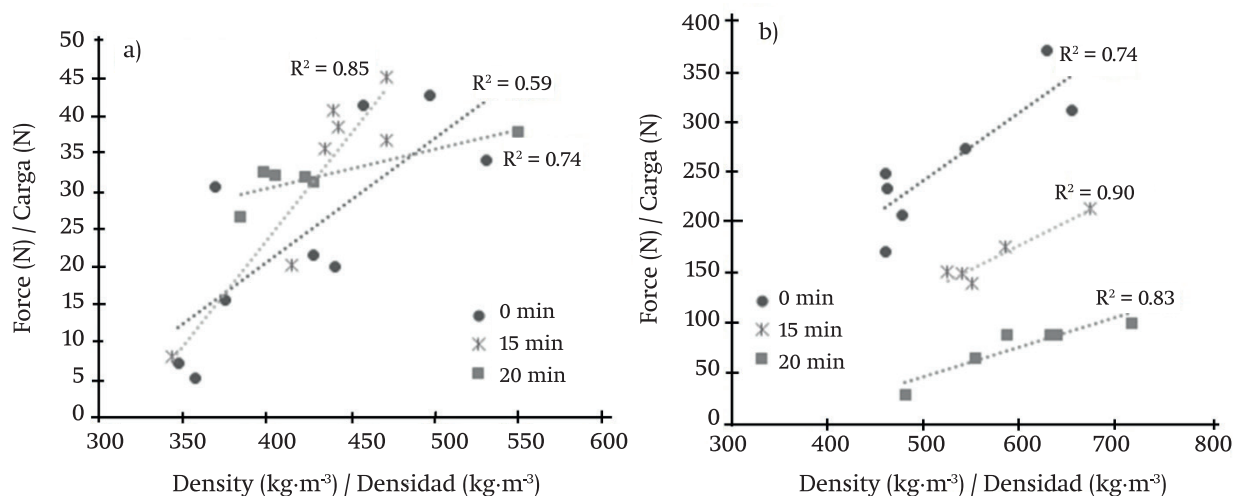 a)
50
45
40
35
30
25
20
15
10
5
0
Force (N) / Carga (N)
R² = 0.85
R² = 0.59
R² = 0.74
0 min
15 min
20 min
300 350 400 450 500 550 600
Density (kg·m⁻³) / Densidad (kg·m⁻³)
b)
400
350
300
250
200
150
100
50
0
Force (N) / Carga (N)
R² = 0.74
R² = 0.90
R² = 0.83
0 min
15 min
20 min
300 400 500 600 700 800
Density (kg·m⁻³) / Densidad (kg·m⁻³)